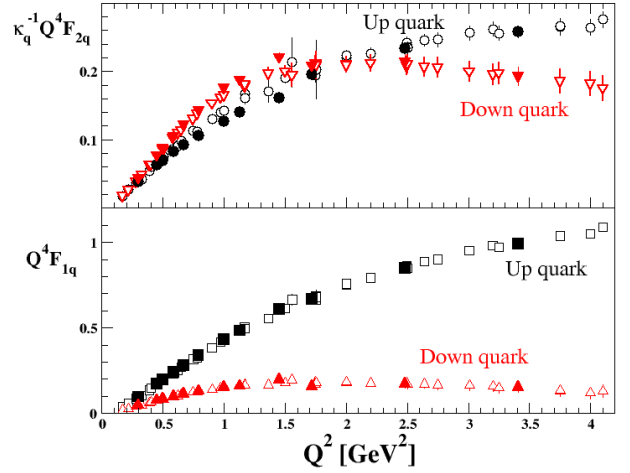 κq⁻¹Q⁴F₂q
Up quark
0.2
Down quark
0.1
Q⁴F₁q
1
Up quark
0.5
Down quark
0
0 0.5 1 1.5 2 2.5 3 3.5 4
Q² [GeV²]